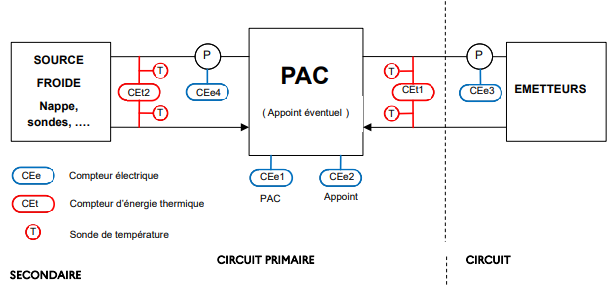 SOURCE
FROIDE
Nappe,
sondes, ....
T
CEt2
T
P
CEe4
PAC
( Appoint éventuel )
T
CEt1
T
P
CEe3
EMETTEURS
CEe1
PAC
CEe2
Appoint
CEe Compteur électrique
CEt Compteur d'énergie thermique
T Sonde de température
CIRCUIT PRIMAIRE
CIRCUIT
SECONDAIRE